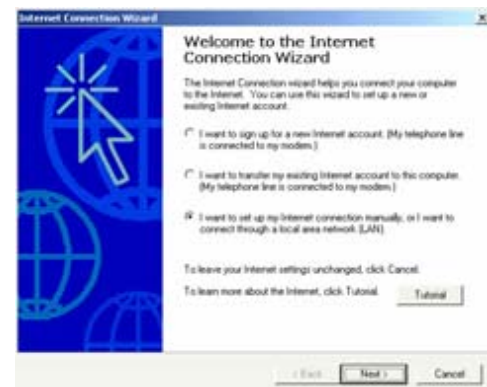 Internet Connection Wizard
Welcome to the Internet
Connection Wizard
The Internet Connection wizard helps you connect your computer
to the Internet. You can use this wizard to set up a new or
existing Internet account.
I want to sign up for a new Internet account. (My telephone line
is connected to my modem.)
I want to transfer my existing Internet account to this computer.
(My telephone line is connected to my modem.)
I want to set up my Internet connection manually, or I want to
connect through a local area network (LAN).
To leave your Internet settings unchanged, click Cancel.
To learn more about the Internet, click Tutorial.
Tutorial
< Back
Next >
Cancel